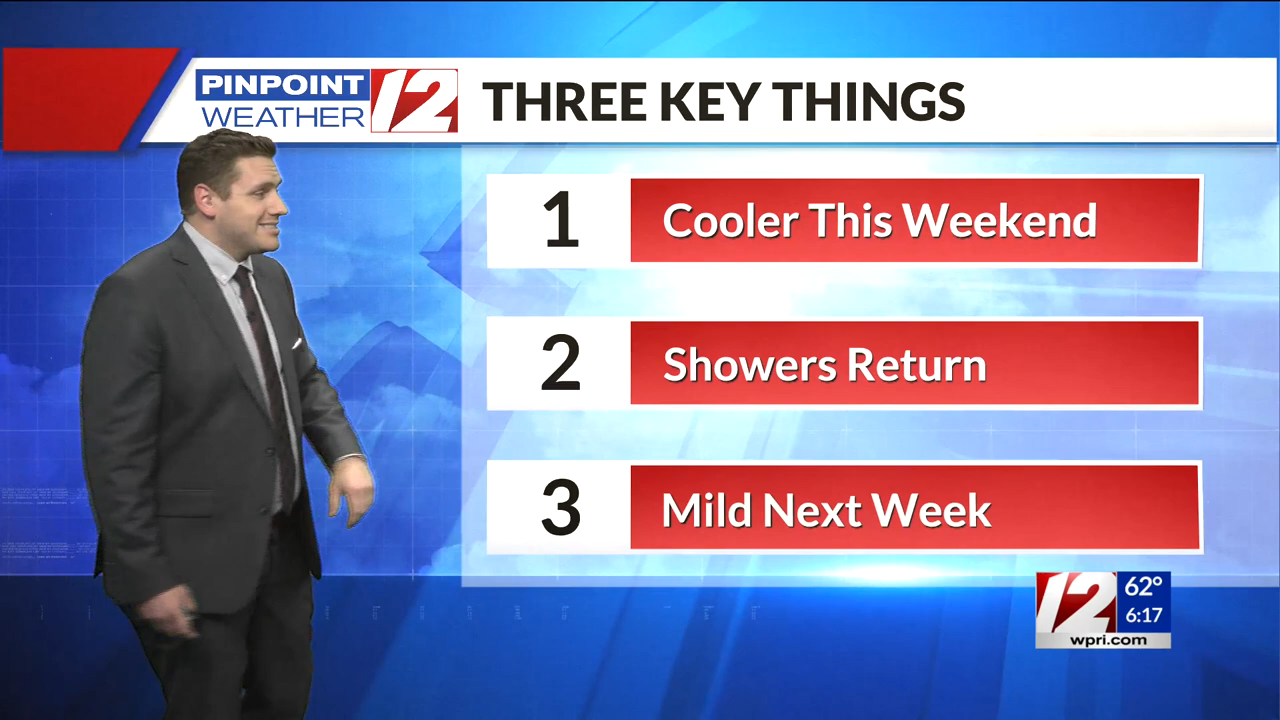 PINPOINT
WEATHER
12
THREE KEY THINGS
1
Cooler This Weekend
2
Showers Return
3
Mild Next Week
12
62°
6:17
wpri.com